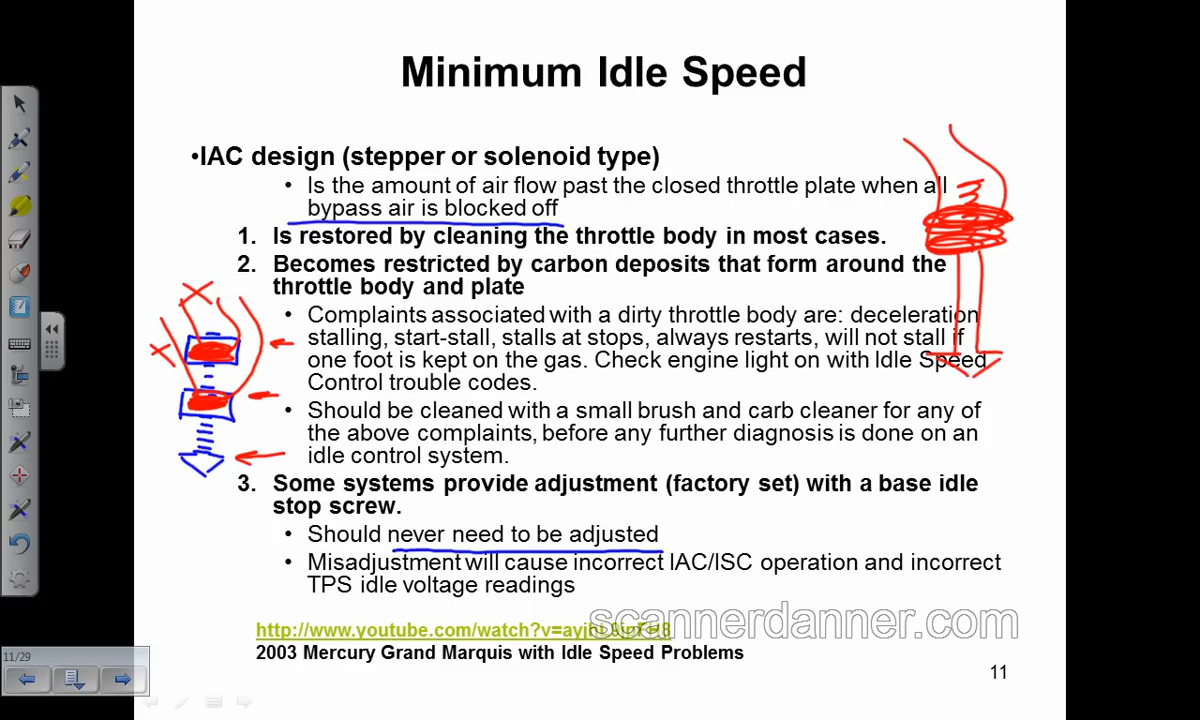 Minimum Idle Speed
•IAC design (stepper or solenoid type)
• Is the amount of air flow past the closed throttle plate when all
bypass air is blocked off
1. Is restored by cleaning the throttle body in most cases.
2. Becomes restricted by carbon deposits that form around the
throttle body and plate
• Complaints associated with a dirty throttle body are: deceleration
stalling, start-stall, stalls at stops, always restarts, will not stall if
one foot is kept on the gas. Check engine light on with Idle Speed
Control trouble codes.
• Should be cleaned with a small brush and carb cleaner for any of
the above complaints, before any further diagnosis is done on an
idle control system.
3. Some systems provide adjustment (factory set) with a base idle
stop screw.
• Should never need to be adjusted
• Misadjustment will cause incorrect IAC/ISC operation and incorrect
TPS idle voltage readings
scannerdanner.com
2003 Mercury Grand Marquis with Idle Speed Problems
11/29
11